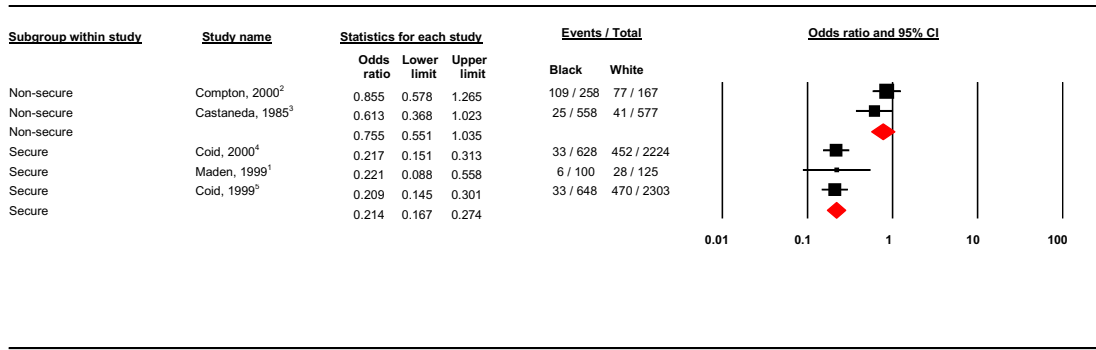 Subgroup within study Study name Statistics for each study Events / Total Odds ratio and 95% CI
Odds Lower Upper
ratio limit limit Black White
Non-secure Compton, 2000² 0.855 0.578 1.265 109 / 258 77 / 167
Non-secure Castaneda, 1985³ 0.613 0.368 1.023 25 / 558 41 / 577
Non-secure 0.755 0.551 1.035
Secure Coid, 2000⁴ 0.217 0.151 0.313 33 / 628 452 / 2224
Secure Maden, 1999¹ 0.221 0.088 0.558 6 / 100 28 / 125
Secure Coid, 1999⁵ 0.209 0.145 0.301 33 / 648 470 / 2303
Secure 0.214 0.167 0.274
0.01 0.1 1 10 100